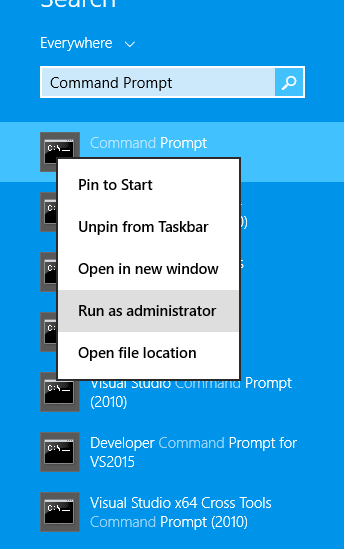 Search
Everywhere
Command Prompt
Command Prompt
Pin to Start
Unpin from Taskbar
0)
Open in new window
s
Run as administrator
Open file location
Visual Studio Command Prompt
(2010)
Developer Command Prompt for
VS2015
Visual Studio x64 Cross Tools
Command Prompt (2010)